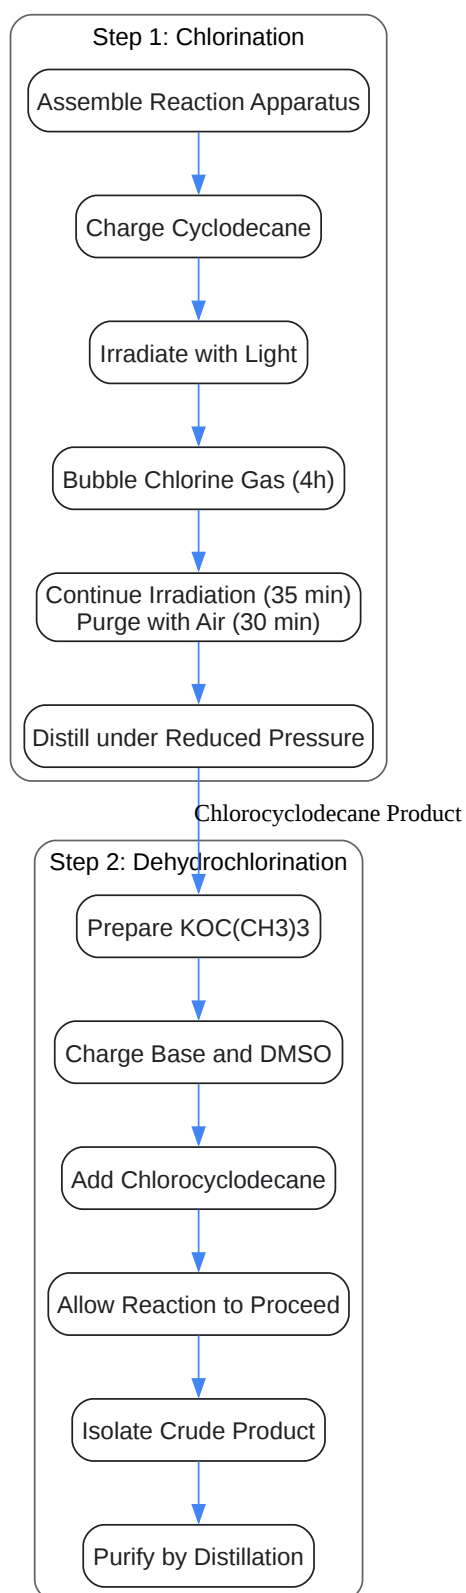 Step 1: Chlorination
Assemble Reaction Apparatus
Charge Cyclodecane
Irradiate with Light
Bubble Chlorine Gas (4h)
Continue Irradiation (35 min)
Purge with Air (30 min)
Distill under Reduced Pressure
Chlorocyclodecane Product
Step 2: Dehydrochlorination
Prepare KOC(CH3)3
Charge Base and DMSO
Add Chlorocyclodecane
Allow Reaction to Proceed
Isolate Crude Product
Purify by Distillation